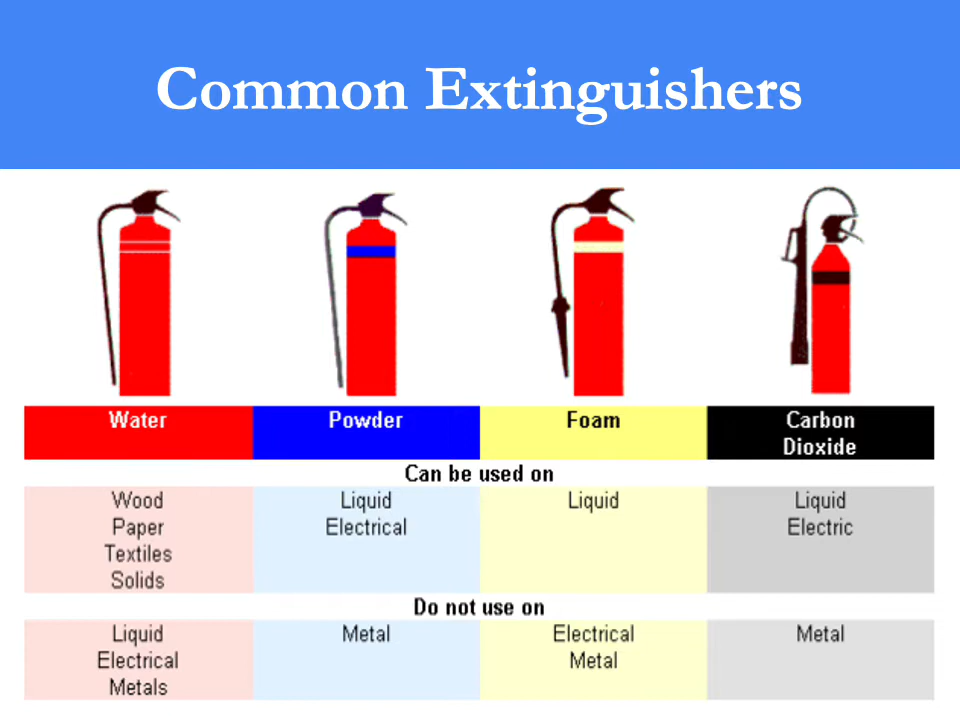 Common Extinguishers
Water Powder Foam Carbon
Dioxide
Can be used on
Wood Liquid Liquid Liquid
Paper Electrical Electric
Textiles
Solids
Do not use on
Liquid Metal Electrical Metal
Electrical Metal
Metals